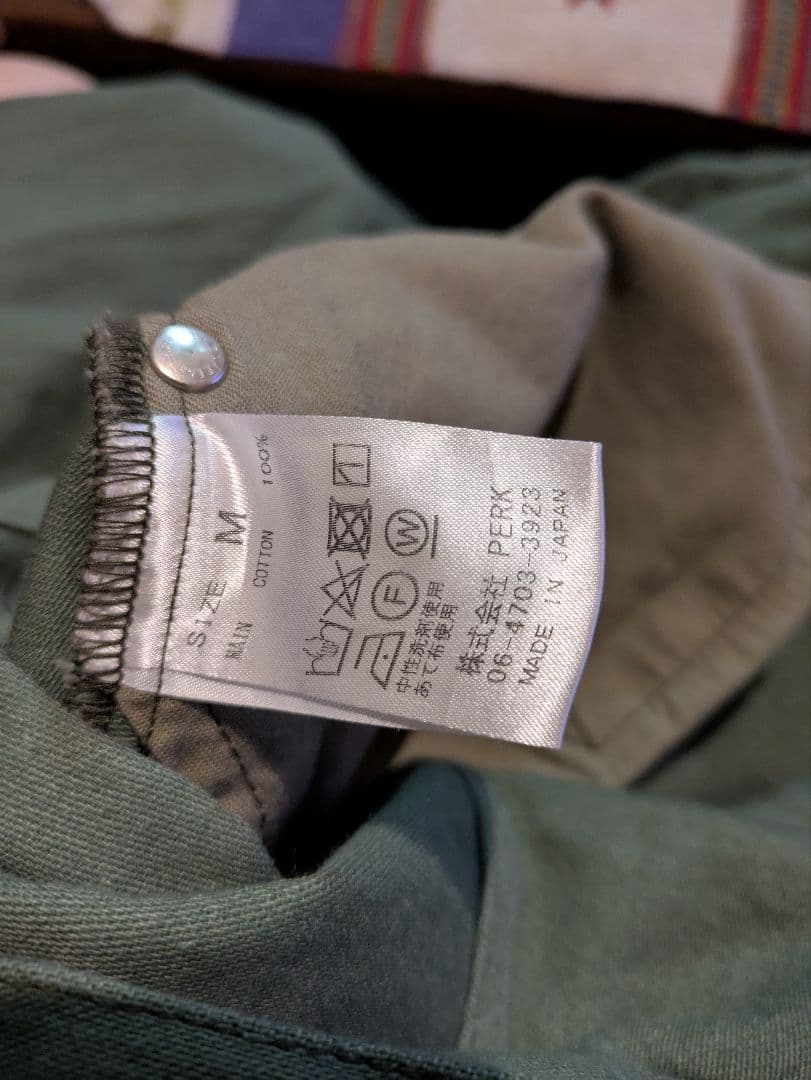 SIZE M
MAIN COTTON 100%
W
F
中性洗剤使用
あて布使用
株式会社 PERK
06-4703-3923
MADE IN JAPAN